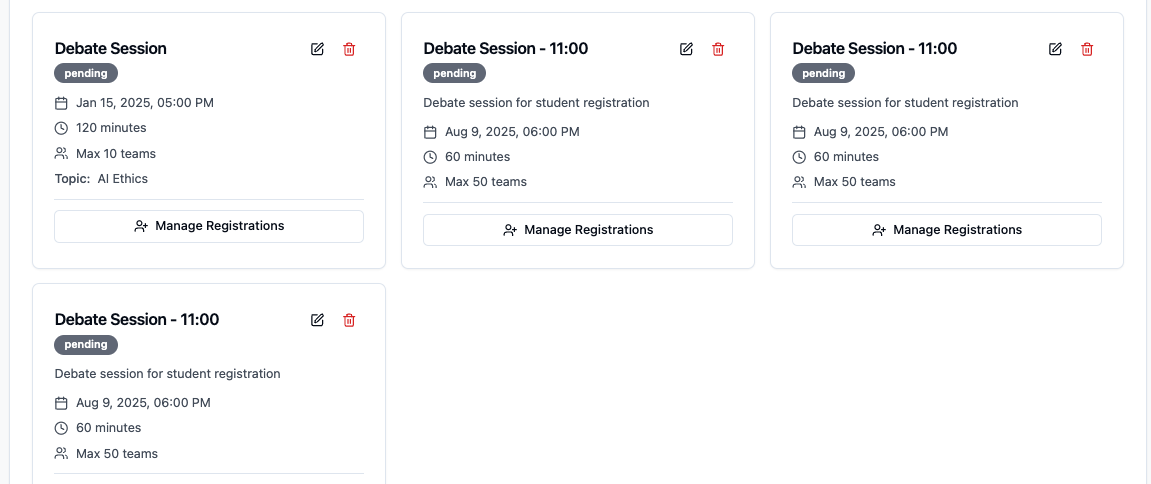 Debate Session
pending
Jan 15, 2025, 05:00 PM
120 minutes
Max 10 teams
Topic: AI Ethics
Manage Registrations
Debate Session - 11:00
pending
Debate session for student registration
Aug 9, 2025, 06:00 PM
60 minutes
Max 50 teams
Manage Registrations
Debate Session - 11:00
pending
Debate session for student registration
Aug 9, 2025, 06:00 PM
60 minutes
Max 50 teams
Manage Registrations
Debate Session - 11:00
pending
Debate session for student registration
Aug 9, 2025, 06:00 PM
60 minutes
Max 50 teams